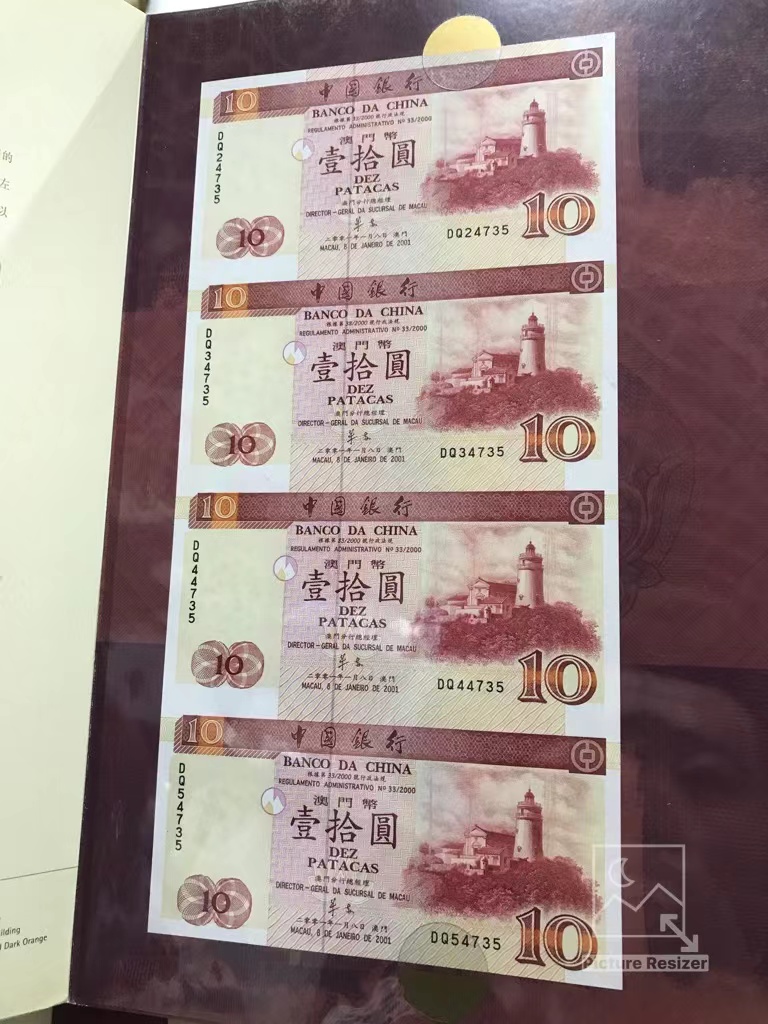 的
左
以
10
中國銀行
BANCO DA CHINA
根據第33/2000號行政法規
REGULAMENTO ADMINISTRATIVO Nº 33/2000
澳門幣
壹拾圓
DEZ
PATACAS
澳門分行總經理
DIRECTOR-GERAL DA SUCURSAL DE MACAU
二零零一年一月八日 澳門
MACAU, 8 DE JANEIRO DE 2001
DQ24735
10
DQ24735
10
10
中國銀行
BANCO DA CHINA
根據第33/2000號行政法規
REGULAMENTO ADMINISTRATIVO Nº 33/2000
澳門幣
壹拾圓
DEZ
PATACAS
澳門分行總經理
DIRECTOR-GERAL DA SUCURSAL DE MACAU
二零零一年一月八日 澳門
MACAU, 8 DE JANEIRO DE 2001
DQ34735
10
DQ34735
10
10
中國銀行
BANCO DA CHINA
根據第33/2000號行政法規
REGULAMENTO ADMINISTRATIVO Nº 33/2000
澳門幣
壹拾圓
DEZ
PATACAS
澳門分行總經理
DIRECTOR-GERAL DA SUCURSAL DE MACAU
二零零一年一月八日 澳門
MACAU, 8 DE JANEIRO DE 2001
DQ44735
10
DQ44735
10
10
中國銀行
BANCO DA CHINA
根據第33/2000號行政法規
REGULAMENTO ADMINISTRATIVO Nº 33/2000
澳門幣
壹拾圓
DEZ
PATACAS
澳門分行總經理
DIRECTOR-GERAL DA SUCURSAL DE MACAU
二零零一年一月八日 澳門
MACAU, 8 DE JANEIRO DE 2001
DQ54735
10
DQ54735
10
ilding
Dark Orange
Picture Resizer